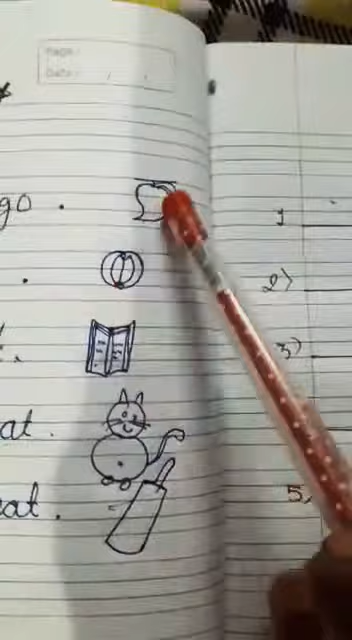 Page:
Date:
go .
1)
.
2)
3)
at.
eat.
5)